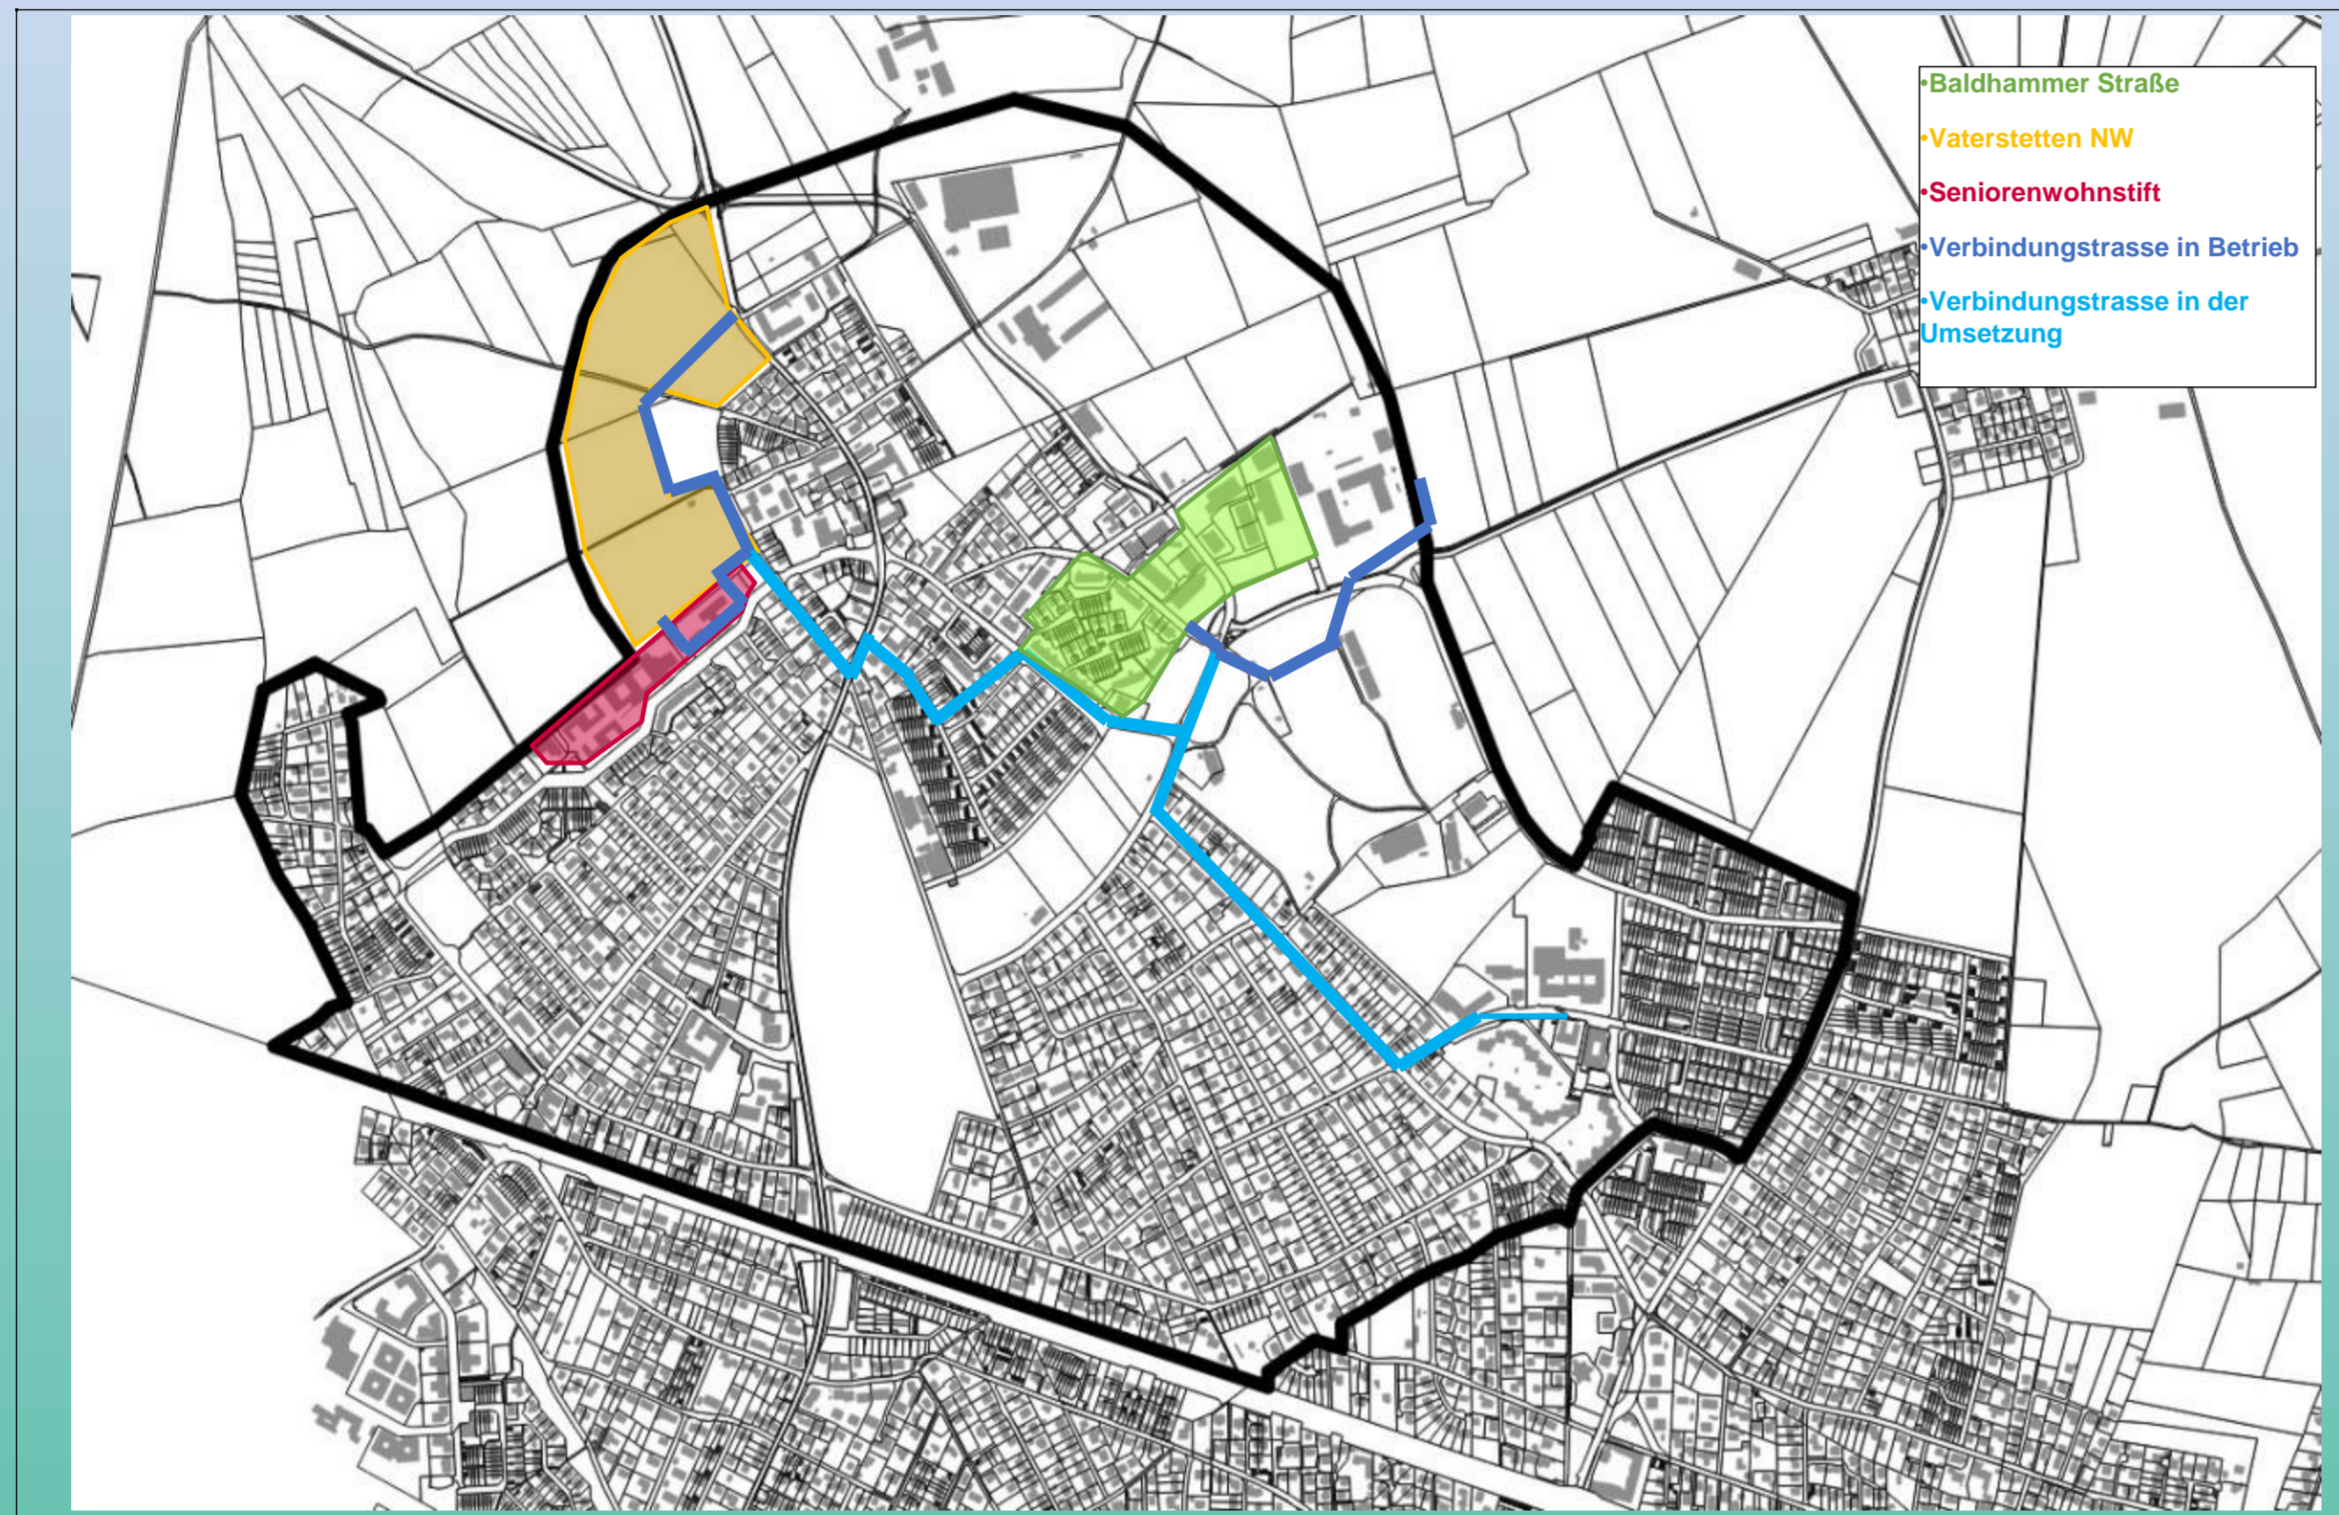 •Baldhammer Straße
•Vaterstetten NW
•Seniorenwohnstift
•Verbindungstrasse in Betrieb
•Verbindungstrasse in der
Umsetzung